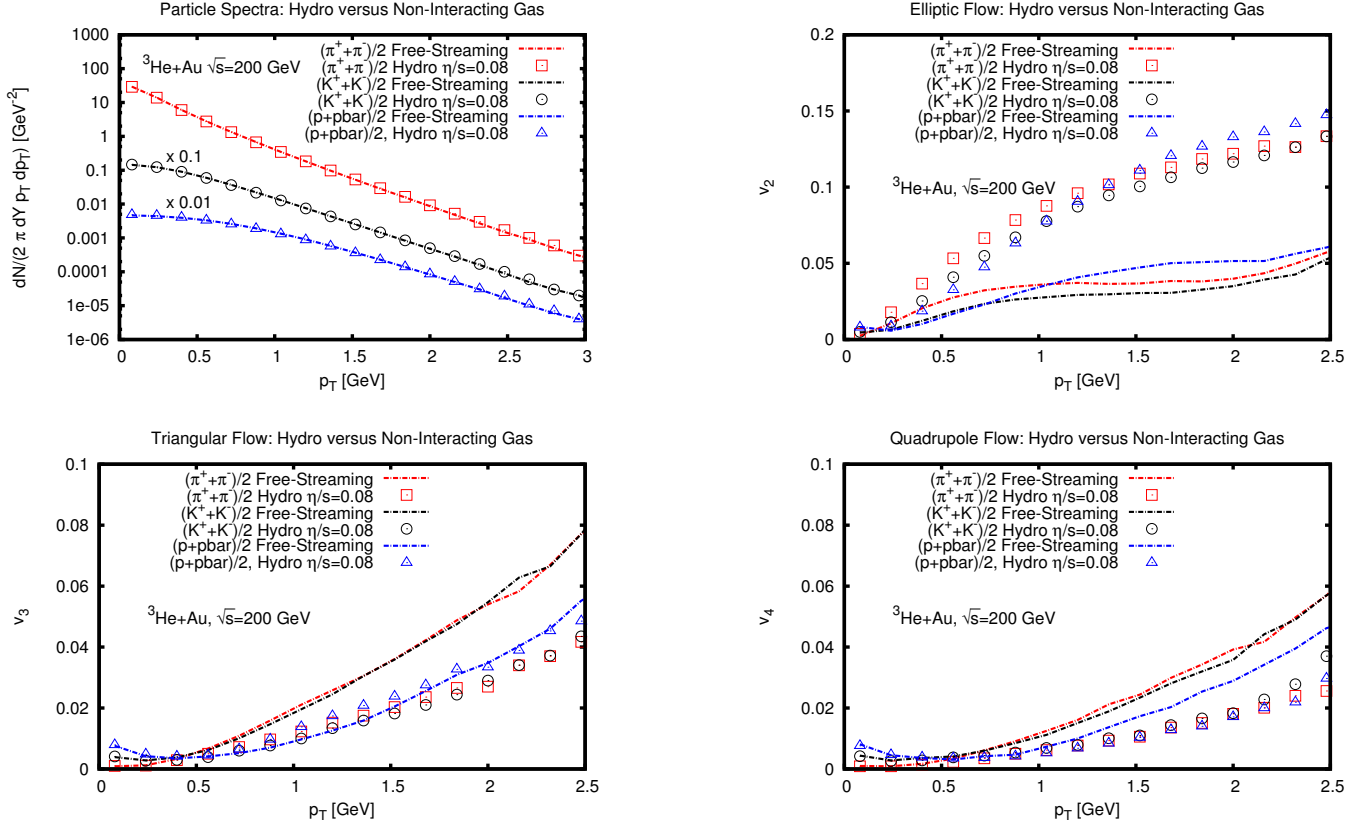 Particle Spectra: Hydro versus Non-Interacting Gas
dN/(2 π dY p_T dp_T) [GeV⁻²]
1000
100
10
1
0.1
0.01
0.001
0.0001
1e-05
1e-06
³He+Au √s=200 GeV
(π⁺+π⁻)/2 Free-Streaming
(π⁺+π⁻)/2 Hydro η/s=0.08
(K⁺+K⁻)/2 Free-Streaming
(K⁺+K⁻)/2 Hydro η/s=0.08
(p+pbar)/2 Free-Streaming
(p+pbar)/2, Hydro η/s=0.08
x 0.1
x 0.01
0 0.5 1 1.5 2 2.5 3
p_T [GeV]
Elliptic Flow: Hydro versus Non-Interacting Gas
v₂
0.2
0.15
0.1
0.05
0
(π⁺+π⁻)/2 Free-Streaming
(π⁺+π⁻)/2 Hydro η/s=0.08
(K⁺+K⁻)/2 Free-Streaming
(K⁺+K⁻)/2 Hydro η/s=0.08
(p+pbar)/2 Free-Streaming
(p+pbar)/2, Hydro η/s=0.08
³He+Au, √s=200 GeV
0 0.5 1 1.5 2 2.5
p_T [GeV]
Triangular Flow: Hydro versus Non-Interacting Gas
v₃
0.1
0.08
0.06
0.04
0.02
0
(π⁺+π⁻)/2 Free-Streaming
(π⁺+π⁻)/2 Hydro η/s=0.08
(K⁺+K⁻)/2 Free-Streaming
(K⁺+K⁻)/2 Hydro η/s=0.08
(p+pbar)/2 Free-Streaming
(p+pbar)/2, Hydro η/s=0.08
³He+Au, √s=200 GeV
0 0.5 1 1.5 2 2.5
p_T [GeV]
Quadrupole Flow: Hydro versus Non-Interacting Gas
v₄
0.1
0.08
0.06
0.04
0.02
0
(π⁺+π⁻)/2 Free-Streaming
(π⁺+π⁻)/2 Hydro η/s=0.08
(K⁺+K⁻)/2 Free-Streaming
(K⁺+K⁻)/2 Hydro η/s=0.08
(p+pbar)/2 Free-Streaming
(p+pbar)/2, Hydro η/s=0.08
³He+Au, √s=200 GeV
0 0.5 1 1.5 2 2.5
p_T [GeV]